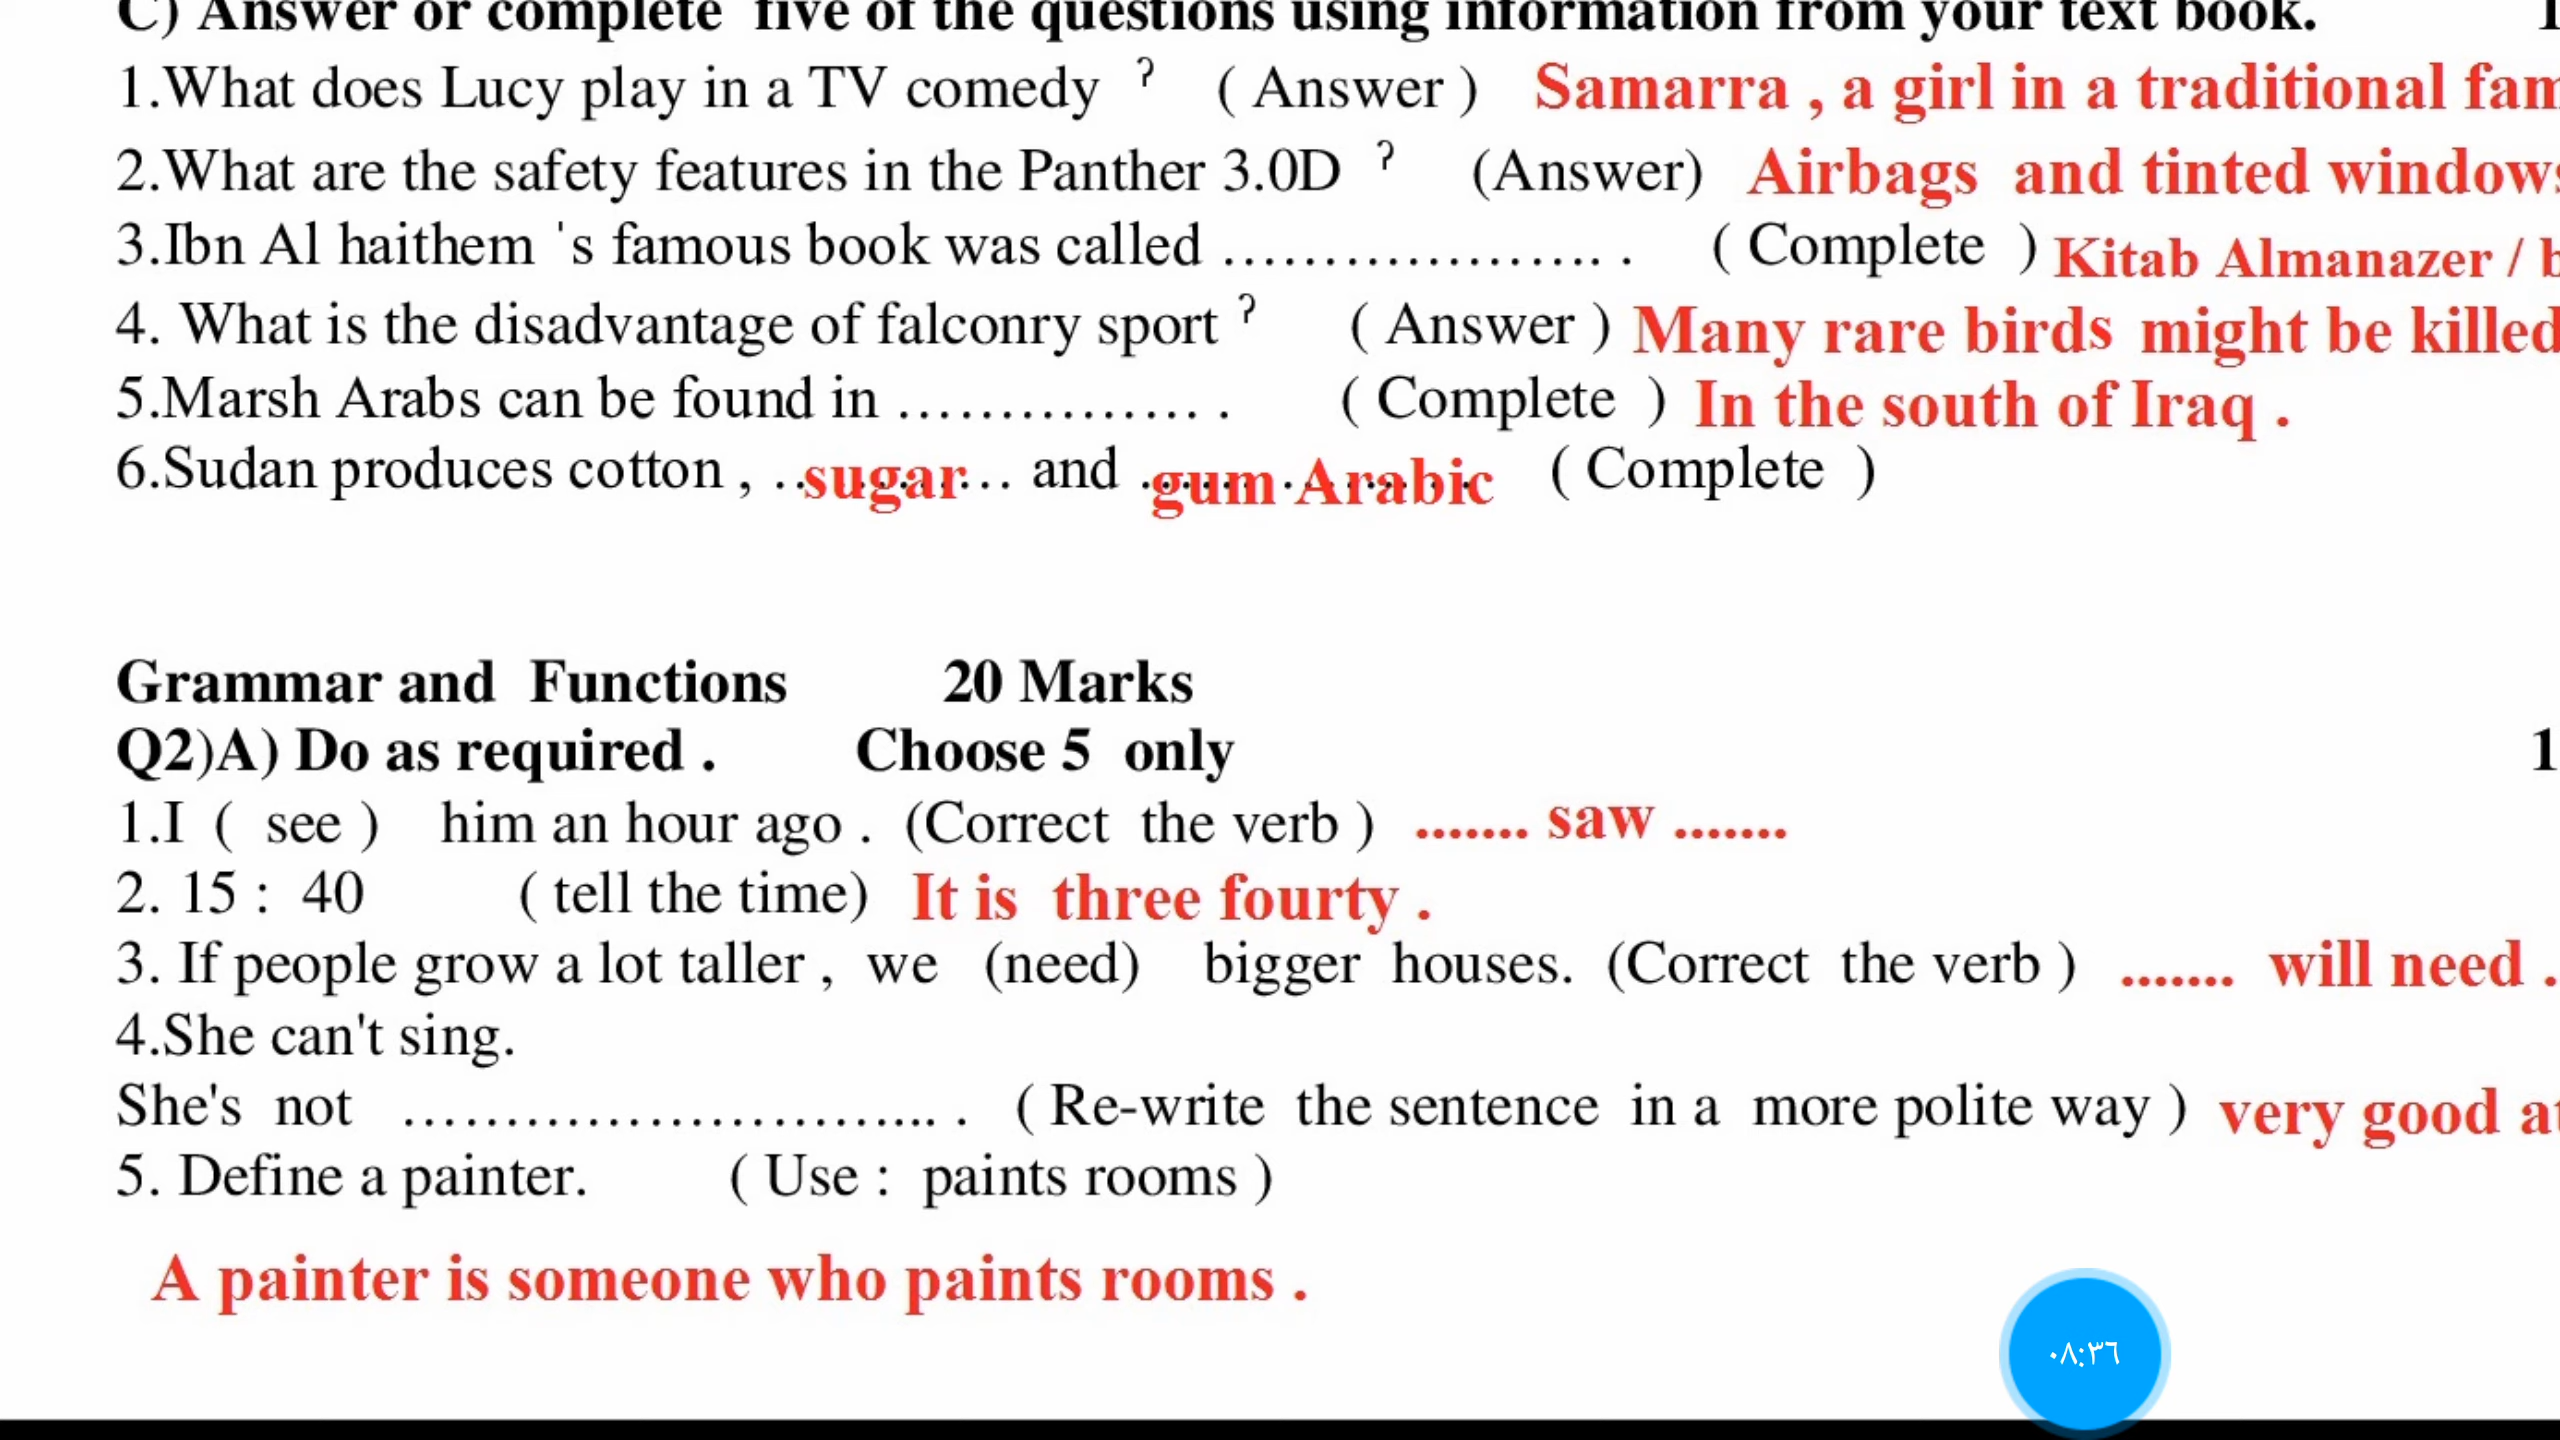 C) Answer or complete five of the questions using information from your text book. 1
1.What does Lucy play in a TV comedy ? ( Answer ) Samarra , a girl in a traditional fam
2.What are the safety features in the Panther 3.0D ? (Answer) Airbags and tinted windows
3.Ibn Al haithem 's famous book was called ………………… . ( Complete ) Kitab Almanazer / b
4. What is the disadvantage of falconry sport ? ( Answer ) Many rare birds might be killed
5.Marsh Arabs can be found in …………… . ( Complete ) In the south of Iraq .
6.Sudan produces cotton , ..sugar... and gum Arabic ( Complete )
Grammar and Functions 20 Marks
Q2)A) Do as required . Choose 5 only 1
1.I ( see ) him an hour ago . (Correct the verb ) ....... saw .......
2. 15 : 40 ( tell the time) It is three fourty .
3. If people grow a lot taller , we (need) bigger houses. (Correct the verb ) ....... will need .
4.She can't sing.
She's not ……………………... . ( Re-write the sentence in a more polite way ) very good at
5. Define a painter. ( Use : paints rooms )
A painter is someone who paints rooms .
٠٨:٣٦